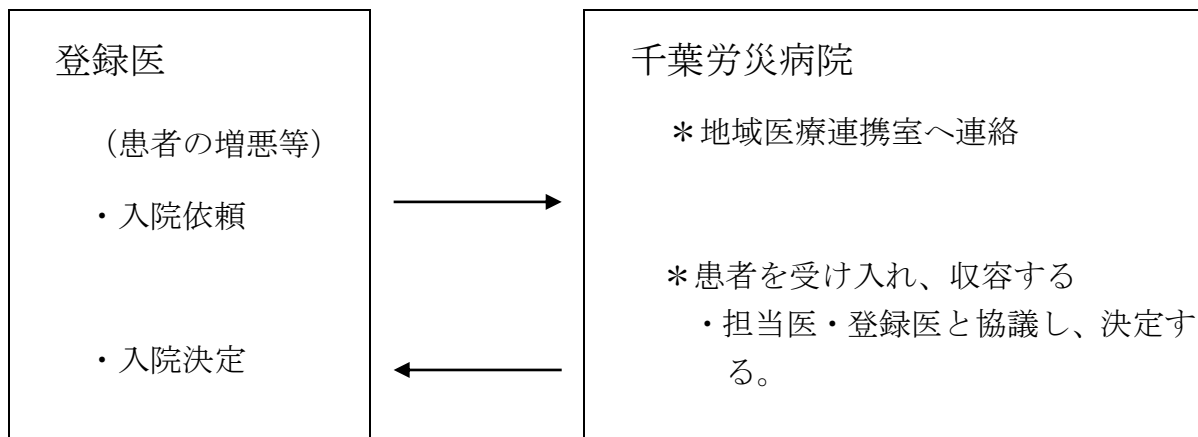 登録医
（患者の増悪等）
・入院依頼
・入院決定
千葉労災病院
＊地域医療連携室へ連絡
＊患者を受け入れ、収容する
・担当医・登録医と協議し、決定す
る。